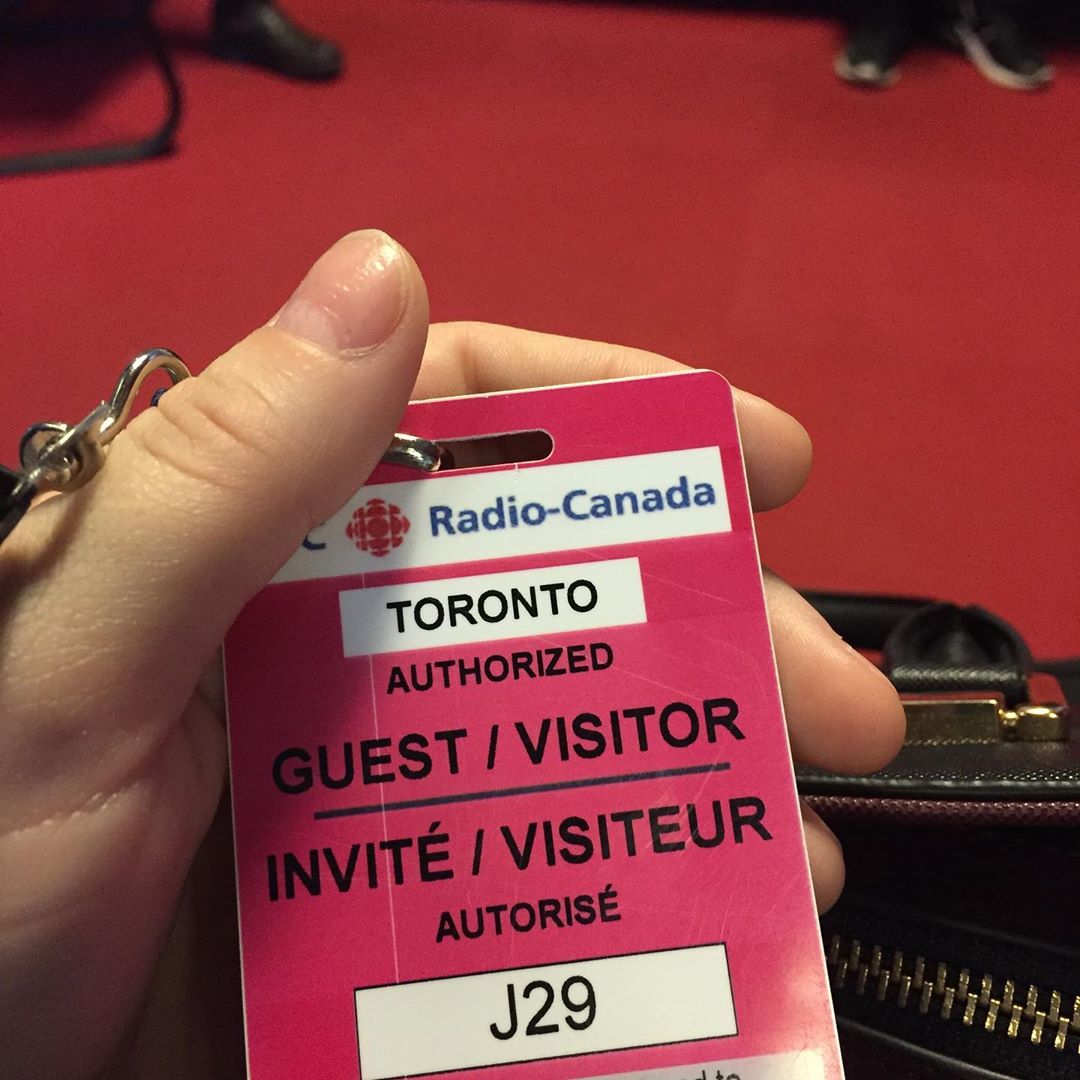 Radio-Canada
TORONTO
AUTHORIZED
GUEST / VISITOR
INVITÉ / VISITEUR
AUTORISÉ
J29